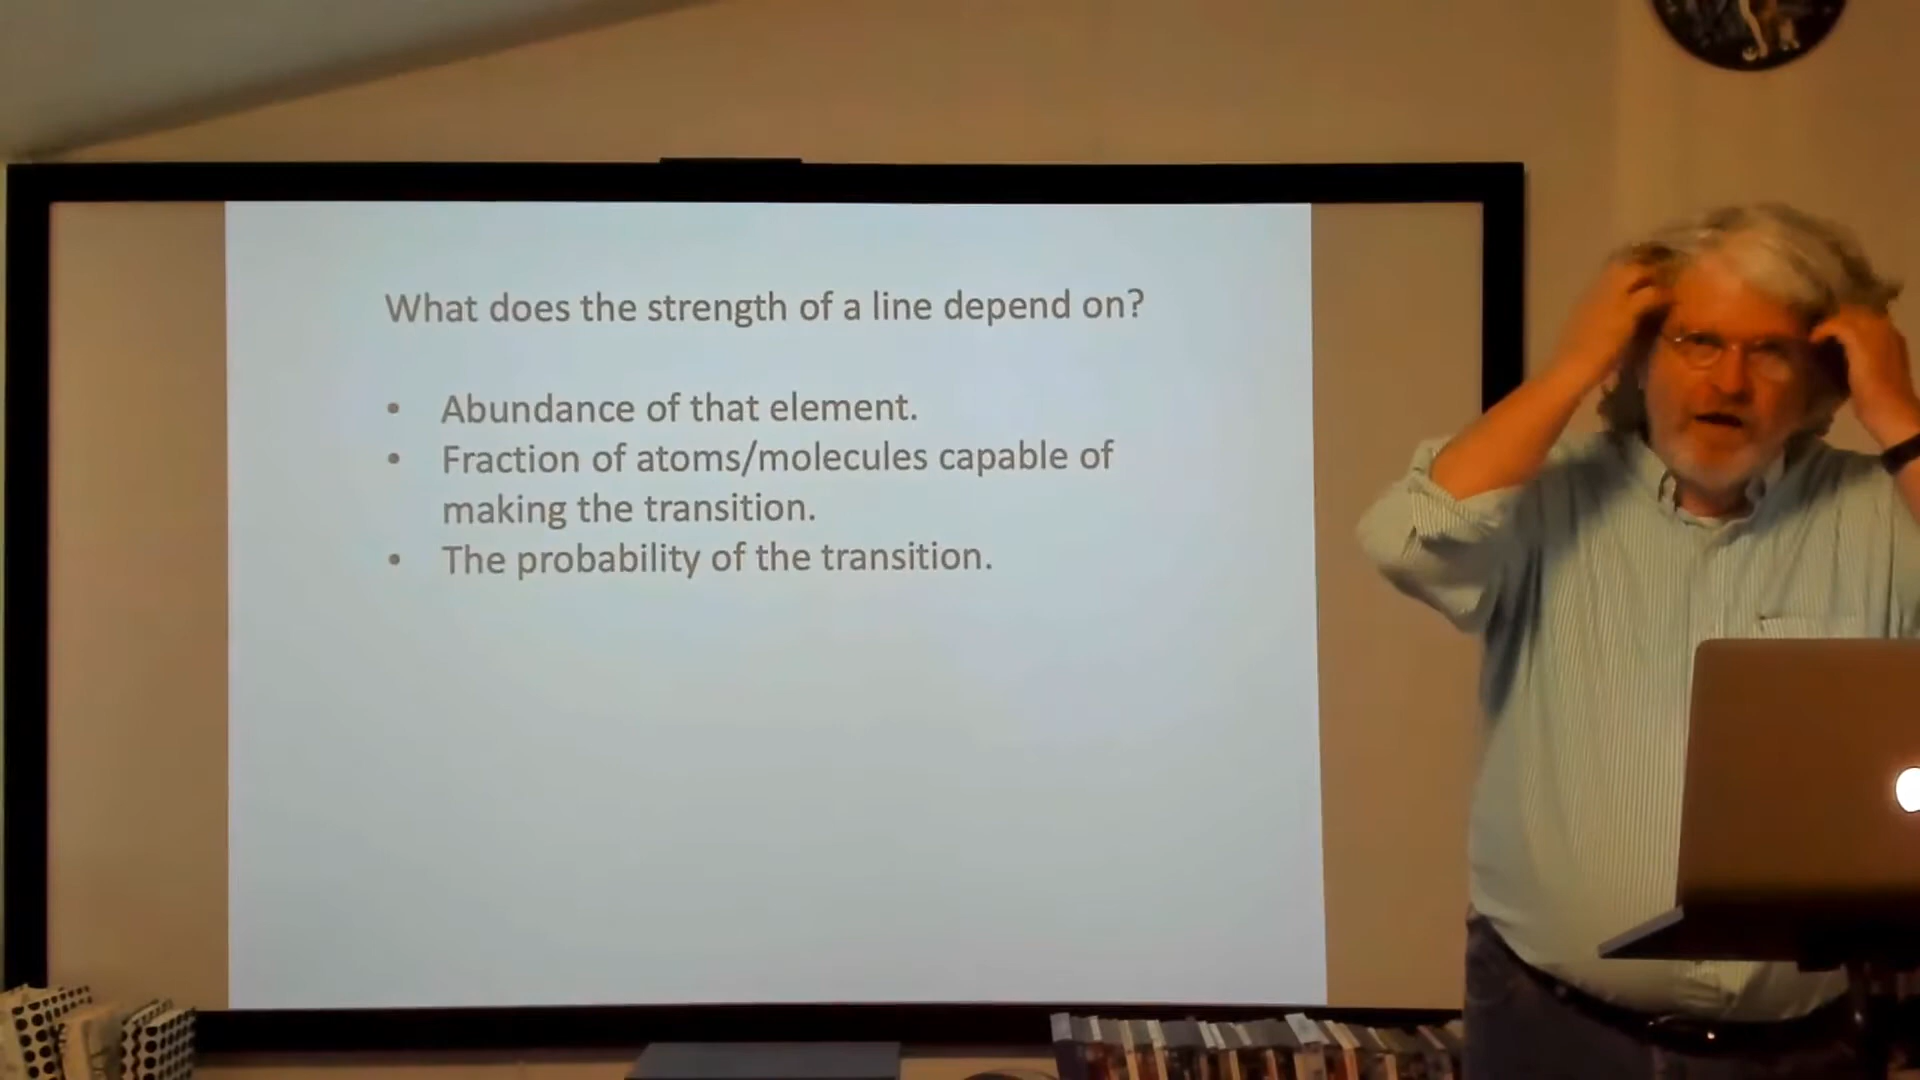 What does the strength of a line depend on?
• Abundance of that element.
• Fraction of atoms/molecules capable of
making the transition.
• The probability of the transition.